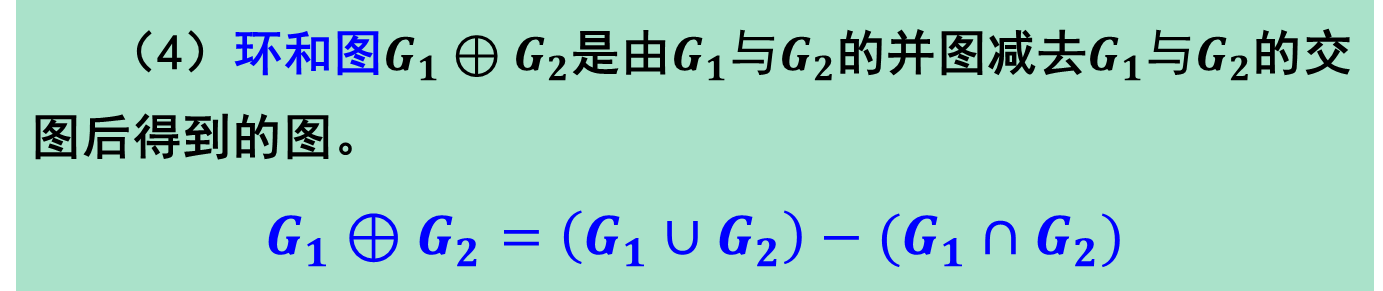 （4）环和图G₁ ⊕ G₂是由G₁与G₂的并图减去G₁与G₂的交
图后得到的图。
G₁ ⊕ G₂ = (G₁ ∪ G₂) − (G₁ ∩ G₂)